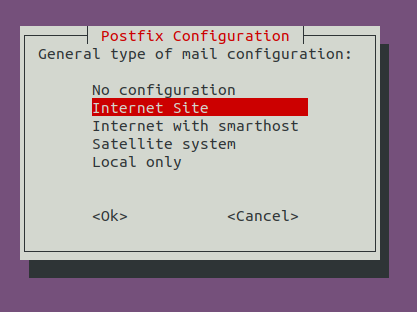 Postfix Configuration
General type of mail configuration:
No configuration
Internet Site
Internet with smarthost
Satellite system
Local only
<Ok> <Cancel>